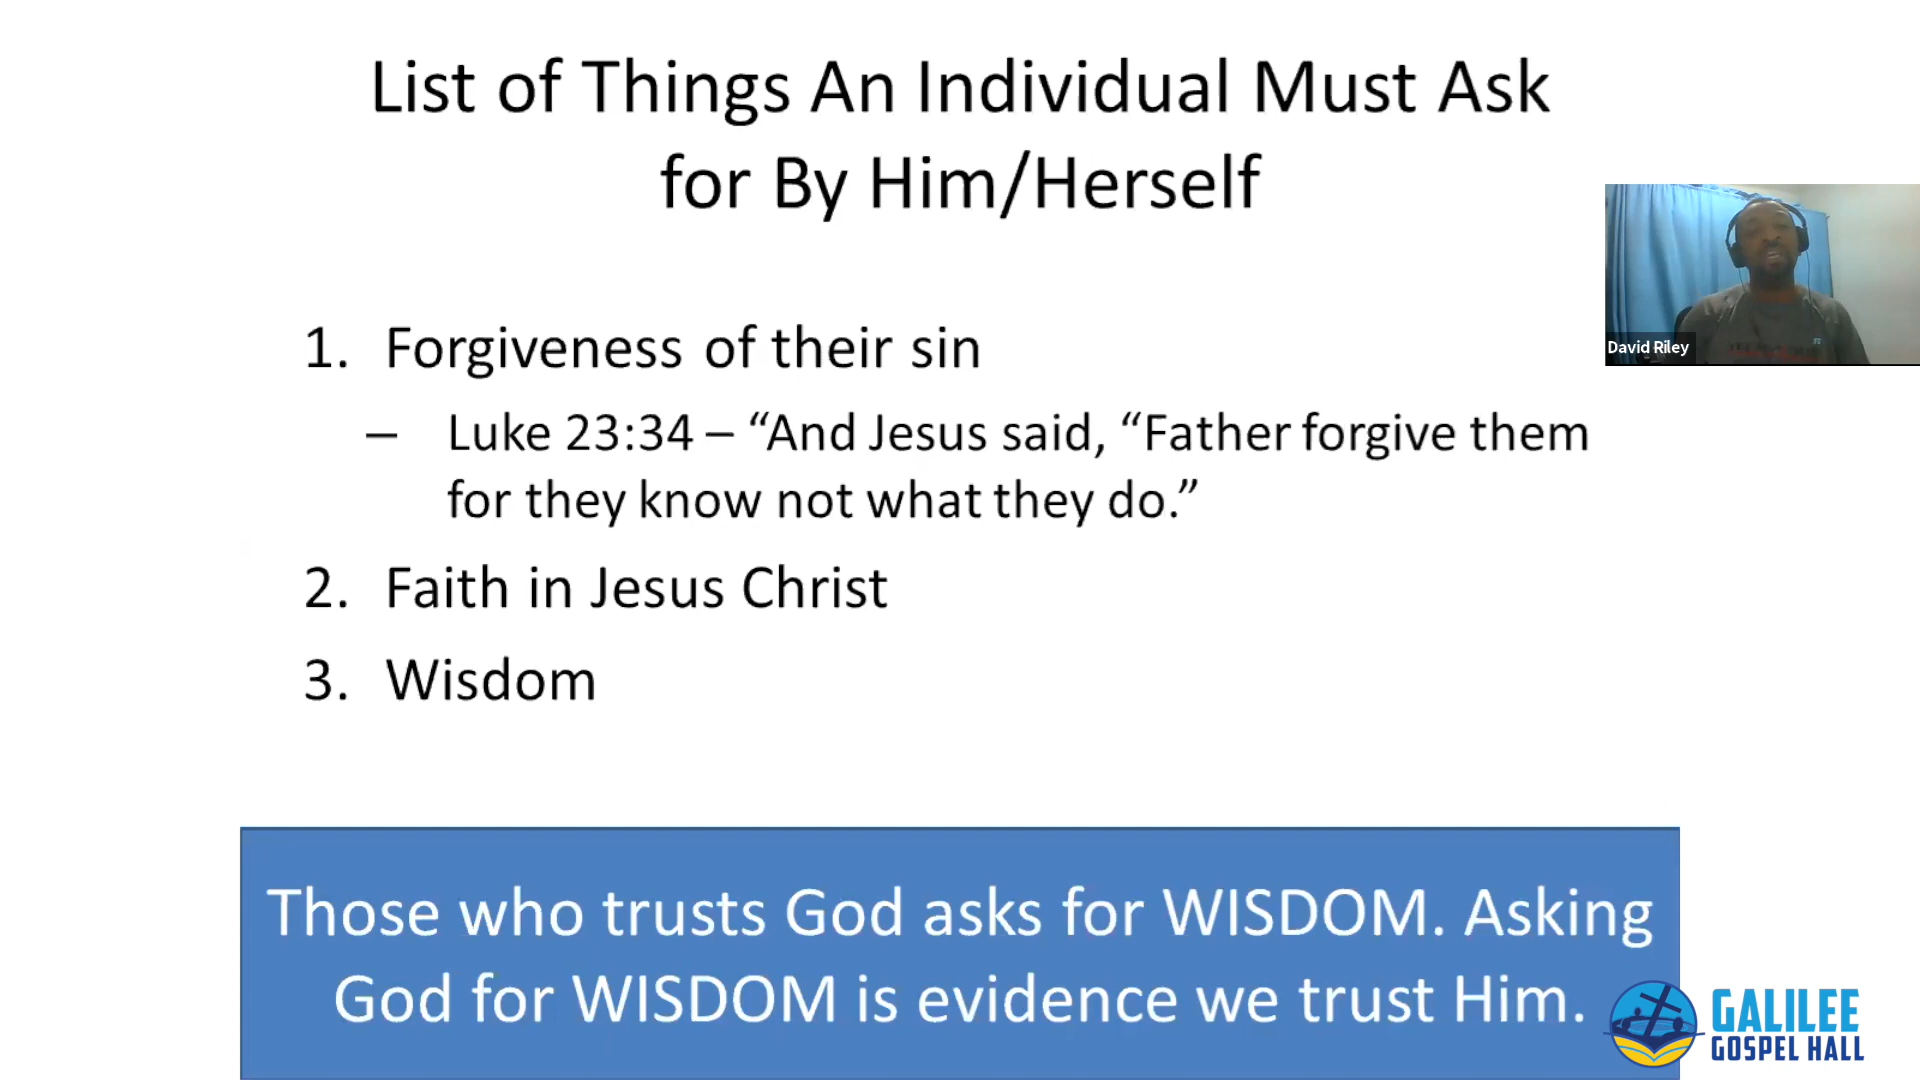 List of Things An Individual Must Ask
for By Him/Herself
1. Forgiveness of their sin
– Luke 23:34 – “And Jesus said, “Father forgive them
for they know not what they do.”
2. Faith in Jesus Christ
3. Wisdom
David Riley
Those who trusts God asks for WISDOM. Asking
God for WISDOM is evidence we trust Him.
GALILEE
GOSPEL HALL